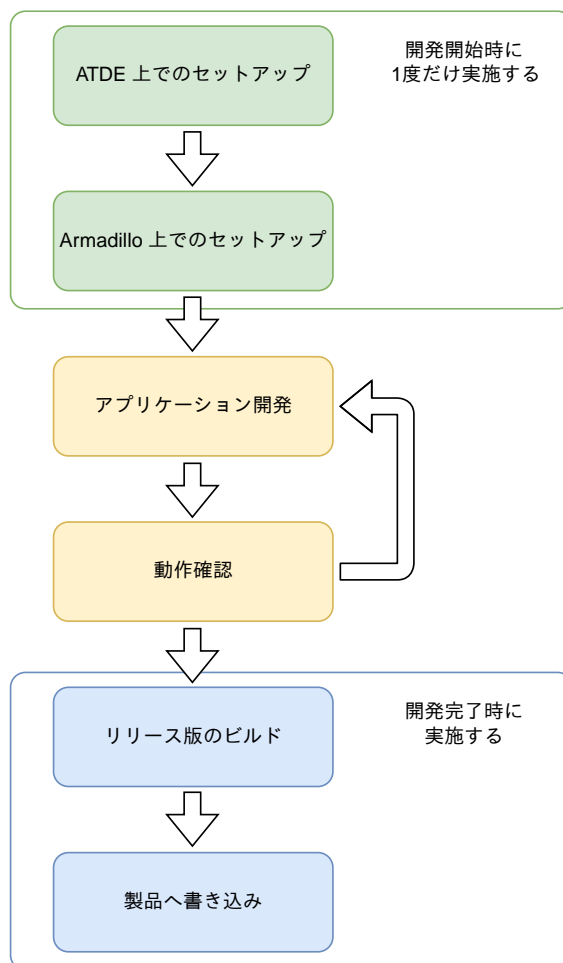 ATDE 上でのセットアップ
開発開始時に
1度だけ実施する
Armadillo 上でのセットアップ
アプリケーション開発
動作確認
リリース版のビルド
開発完了時に
実施する
製品へ書き込み